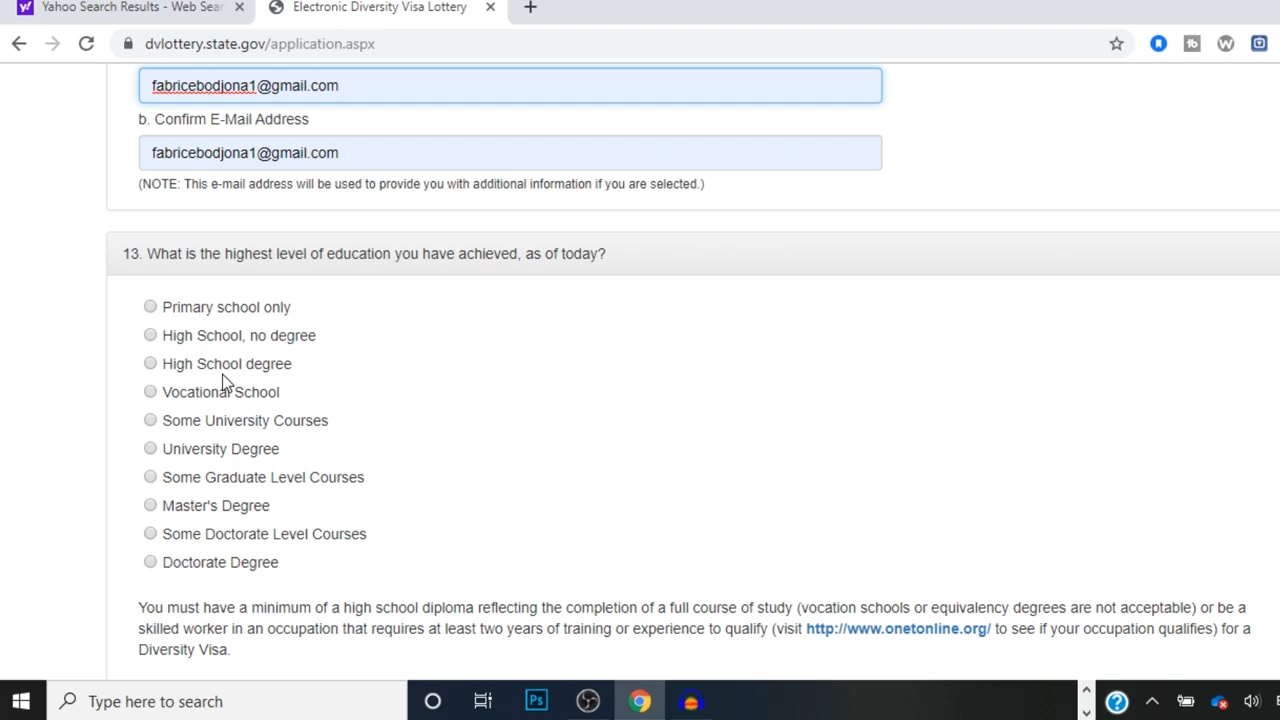 Yahoo Search Results - Web Sear
Electronic Diversity Visa Lottery
dvlottery.state.gov/application.aspx
fabricebodjona1@gmail.com
b. Confirm E-Mail Address
fabricebodjona1@gmail.com
(NOTE: This e-mail address will be used to provide you with additional information if you are selected.)
13. What is the highest level of education you have achieved, as of today?
Primary school only
High School, no degree
High School degree
Vocational School
Some University Courses
University Degree
Some Graduate Level Courses
Master's Degree
Some Doctorate Level Courses
Doctorate Degree
You must have a minimum of a high school diploma reflecting the completion of a full course of study (vocation schools or equivalency degrees are not acceptable) or be a
skilled worker in an occupation that requires at least two years of training or experience to qualify (visit http://www.onetonline.org/ to see if your occupation qualifies) for a
Diversity Visa.
Type here to search
Ps